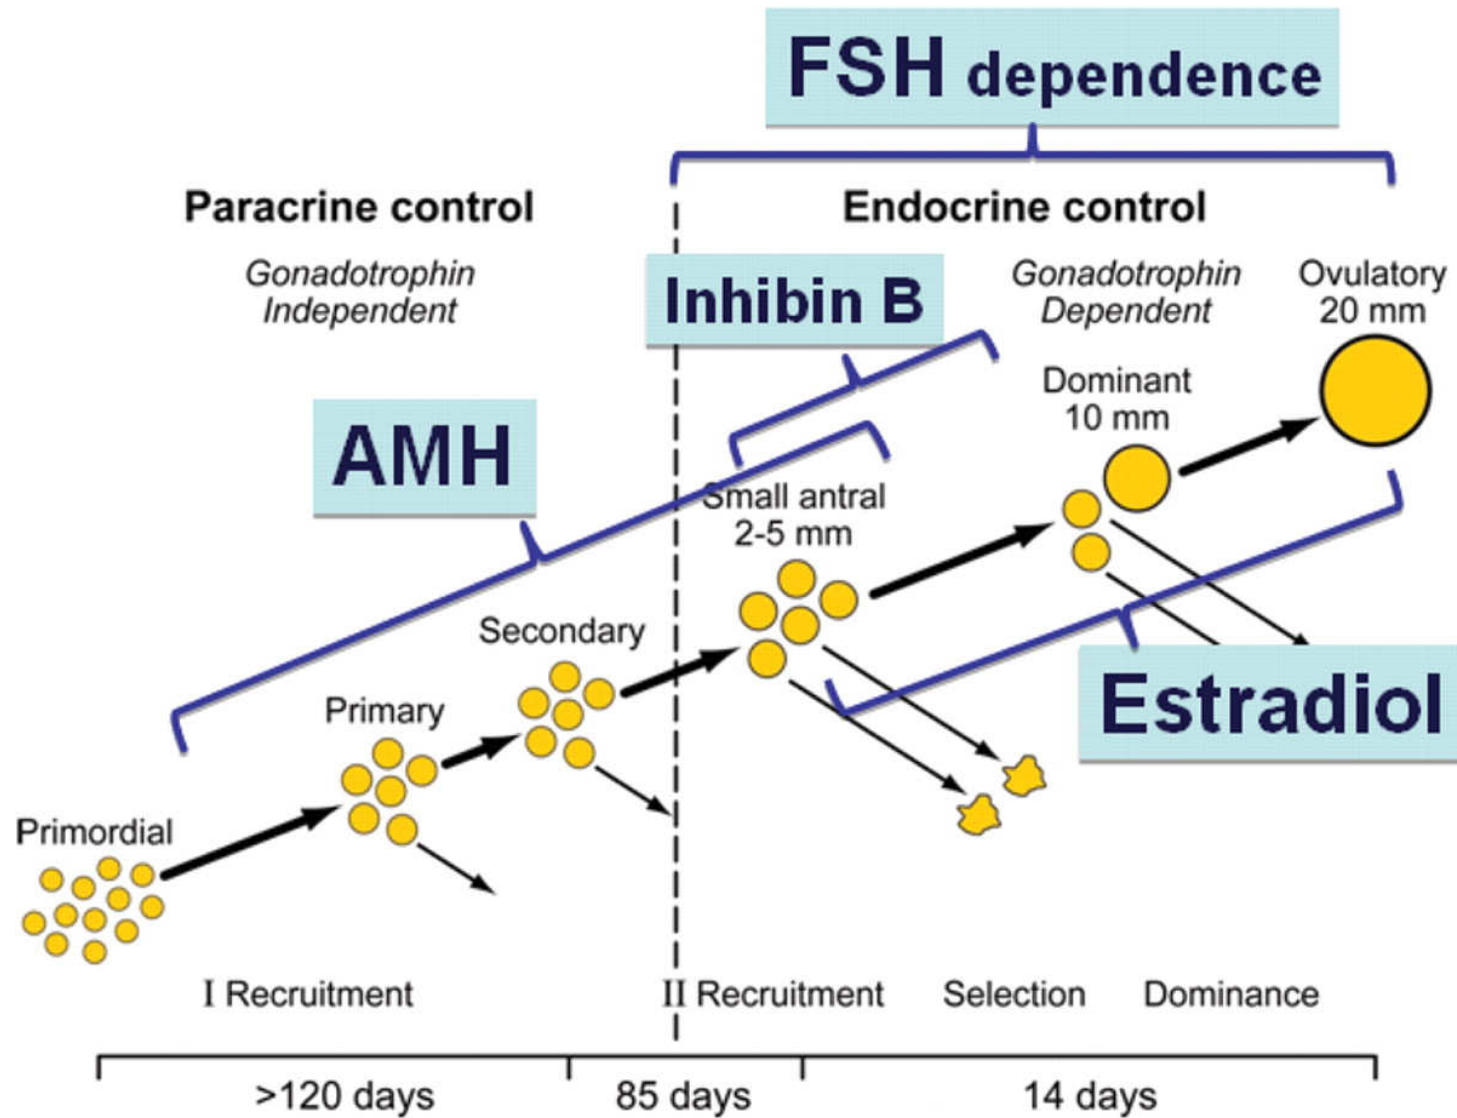 FSH dependence
Paracrine control
Endocrine control
Gonadotrophin
Independent
Inhibin B
Gonadotrophin
Dependent
Ovulatory
20 mm
Dominant
10 mm
AMH
Small antral
2-5 mm
Secondary
Primary
Estradiol
Primordial
I Recruitment
II Recruitment
Selection
Dominance
>120 days
85 days
14 days